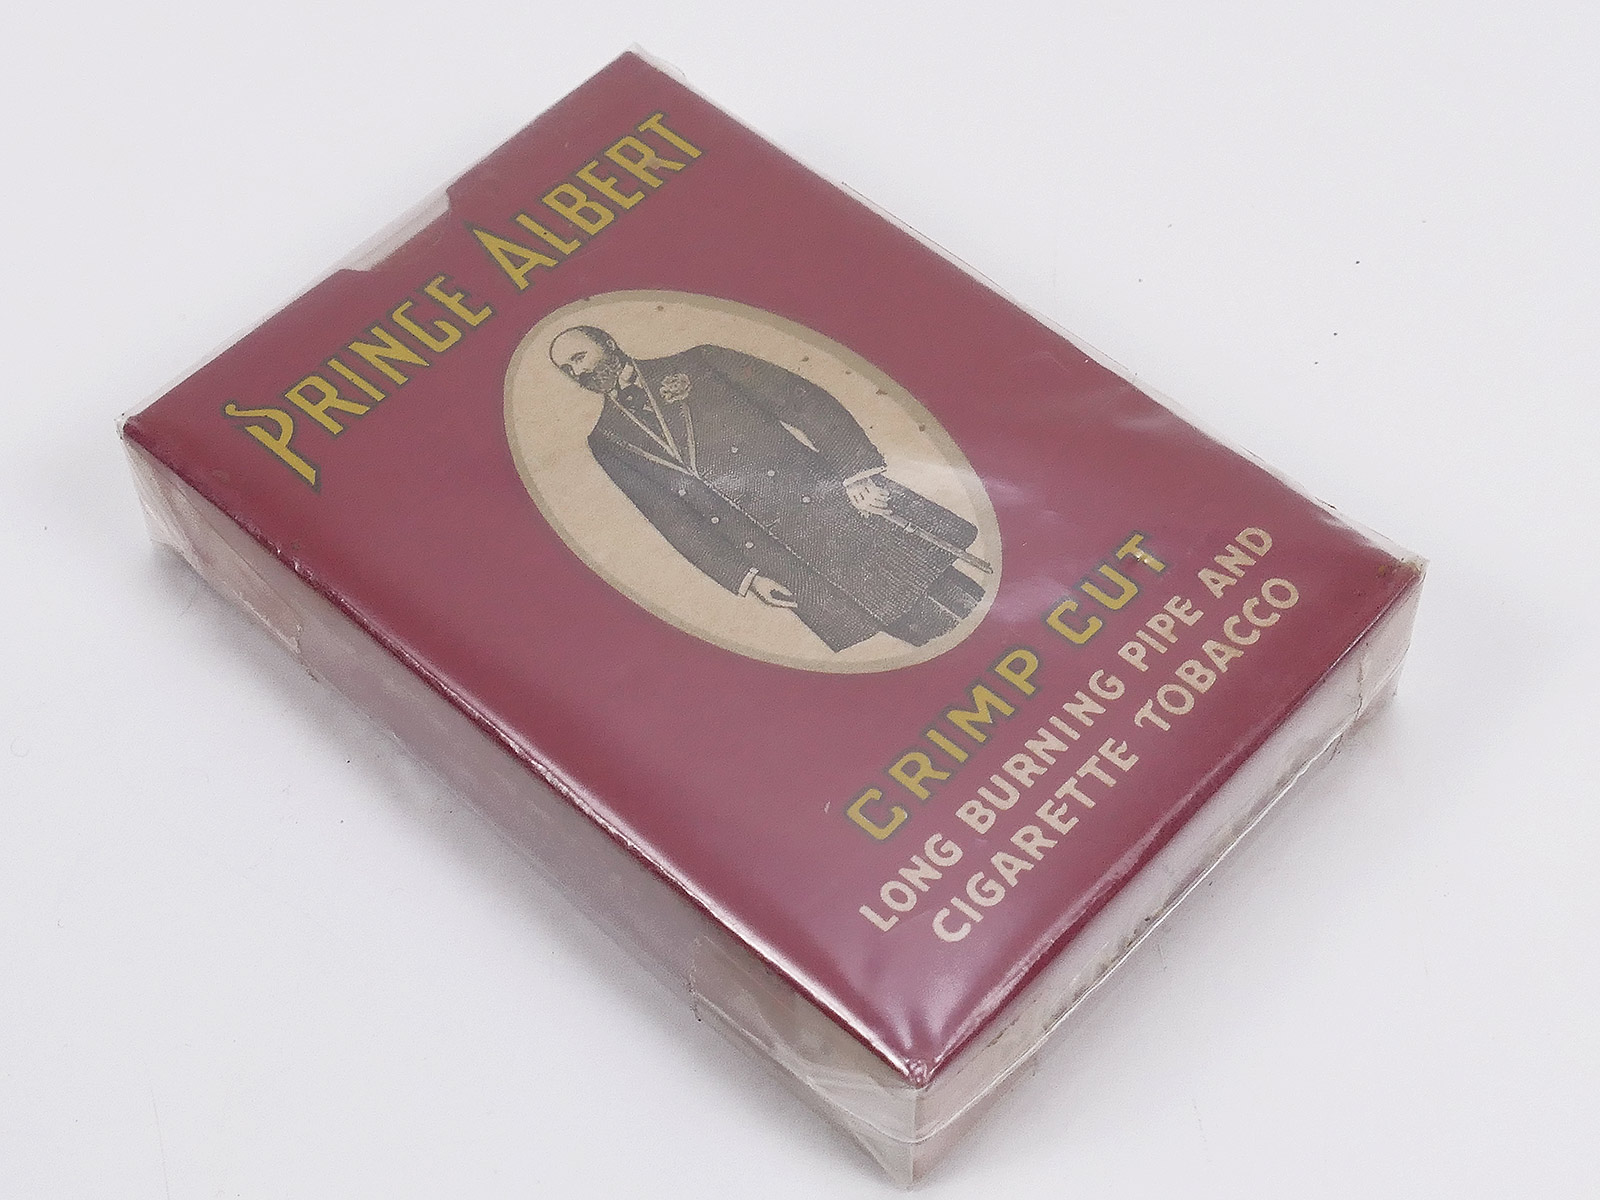 PRINCE ALBERT
CRIMP CUT
LONG BURNING PIPE AND
CIGARETTE TOBACCO